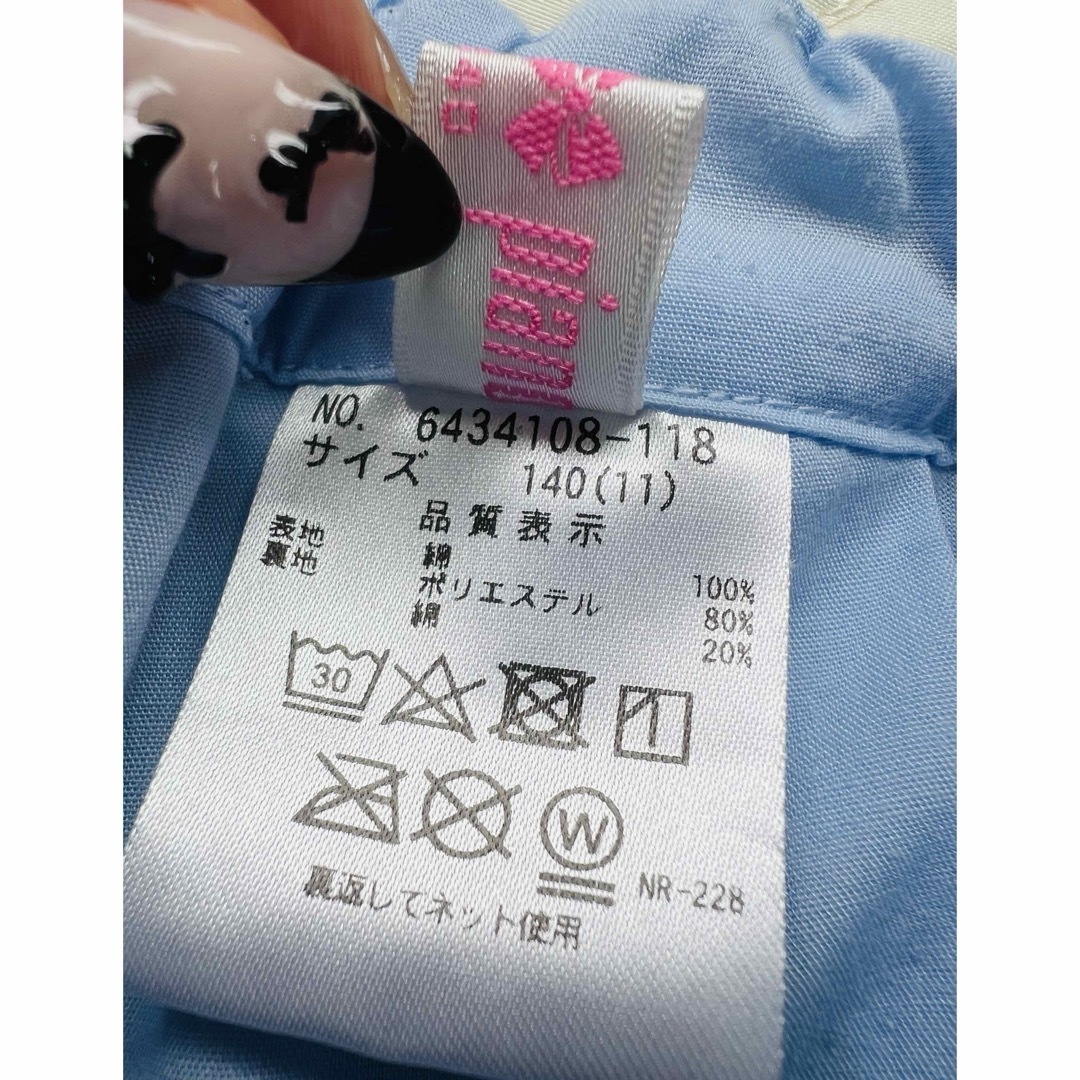 40
piano
NO. 6434108-118
サイズ 140(11)
品質表示
表地 綿 100%
裏地 ポリエステル 80%
綿 20%
30
W
NR-228
裏返してネット使用